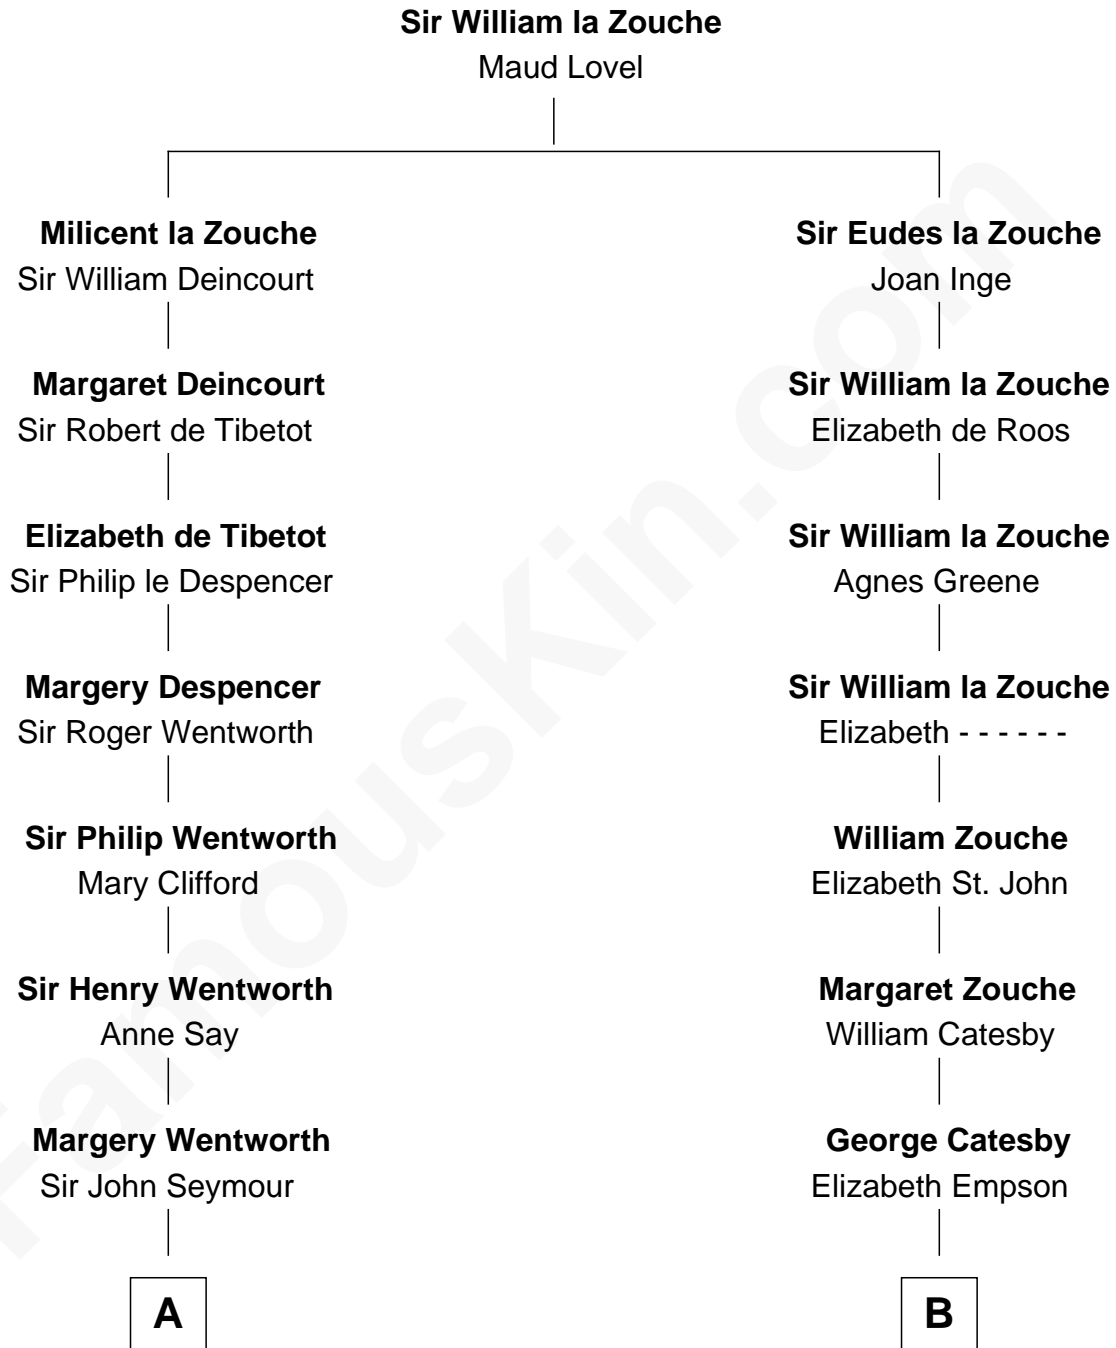 Sir William la Zouche
Maud Lovel
Milicent la Zouche
Sir William Deincourt
Margaret Deincourt
Sir Robert de Tibetot
Elizabeth de Tibetot
Sir Philip le Despencer
Margery Despencer
Sir Roger Wentworth
Sir Philip Wentworth
Mary Clifford
Sir Henry Wentworth
Anne Say
Margery Wentworth
Sir John Seymour
A
Sir Eudes la Zouche
Joan Inge
Sir William la Zouche
Elizabeth de Roos
Sir William la Zouche
Agnes Greene
Sir William la Zouche
Elizabeth - - - - - -
William Zouche
Elizabeth St. John
Margaret Zouche
William Catesby
George Catesby
Elizabeth Empson
B
FamousKin.com